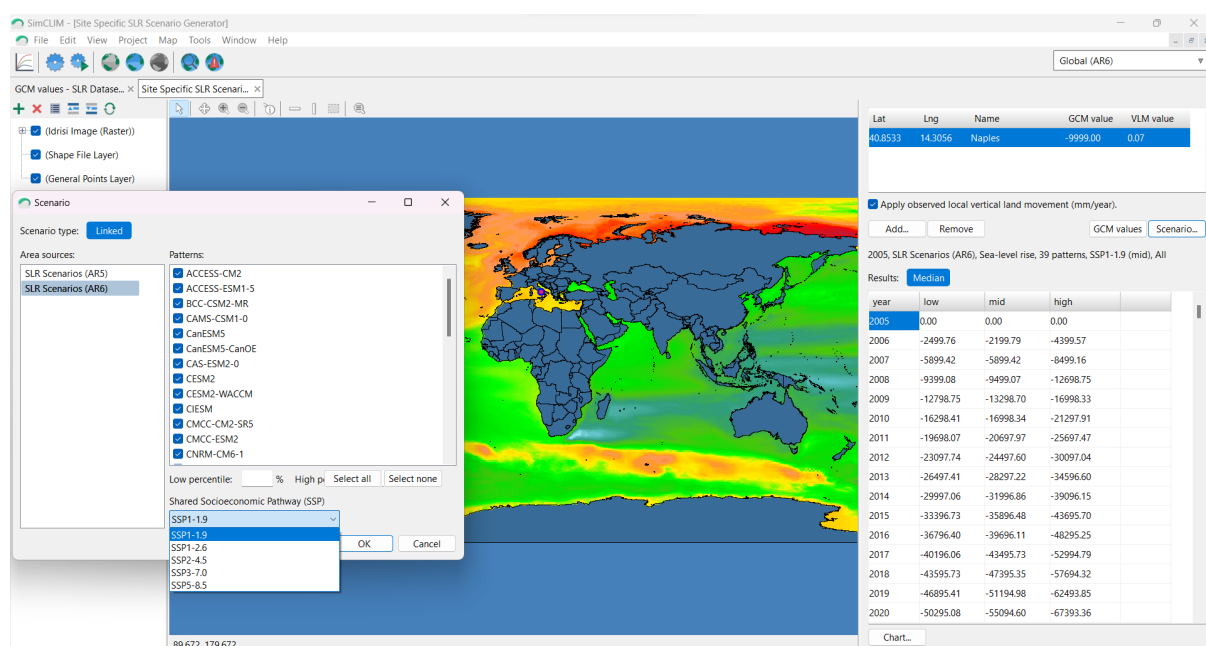 SimCLIM - [Site Specific SLR Scenario Generator]
File Edit View Project Map Tools Window Help
Global (AR6)
GCM values - SLR Datase... × Site Specific SLR Scenari... ×
(Idrisi Image (Raster))
(Shape File Layer)
(General Points Layer)
Scenario
Scenario type: Linked
Area sources:
SLR Scenarios (AR5)
SLR Scenarios (AR6)
Patterns:
ACCESS-CM2
ACCESS-ESM1-5
BCC-CSM2-MR
CAMS-CSM1-0
CanESM5
CanESM5-CanOE
CAS-ESM2-0
CESM2
CESM2-WACCM
CIESM
CMCC-CM2-SR5
CMCC-ESM2
CNRM-CM6-1
Low percentile: % High p Select all Select none
Shared Socioeconomic Pathway (SSP)
SSP1-1.9
SSP1-1.9
SSP1-2.6
SSP2-4.5
SSP3-7.0
SSP5-8.5
OK Cancel
89.672, 179.672
Lat Lng Name GCM value VLM value
40.8533 14.3056 Naples -9999.00 0.07
Apply observed local vertical land movement (mm/year).
Add... Remove GCM values Scenario...
2005, SLR Scenarios (AR6), Sea-level rise, 39 patterns, SSP1-1.9 (mid), All
Results: Median
year low mid high
2005 0.00 0.00 0.00
2006 -2499.76 -2199.79 -4399.57
2007 -5899.42 -5899.42 -8499.16
2008 -9399.08 -9499.07 -12698.75
2009 -12798.75 -13298.70 -16998.33
2010 -16298.41 -16998.34 -21297.91
2011 -19698.07 -20697.97 -25697.47
2012 -23097.74 -24497.60 -30097.04
2013 -26497.41 -28297.22 -34596.60
2014 -29997.06 -31996.86 -39096.15
2015 -33396.73 -35896.48 -43695.70
2016 -36796.40 -39696.11 -48295.25
2017 -40196.06 -43495.73 -52994.79
2018 -43595.73 -47395.35 -57694.32
2019 -46895.41 -51194.98 -62493.85
2020 -50295.08 -55094.60 -67393.36
Chart...